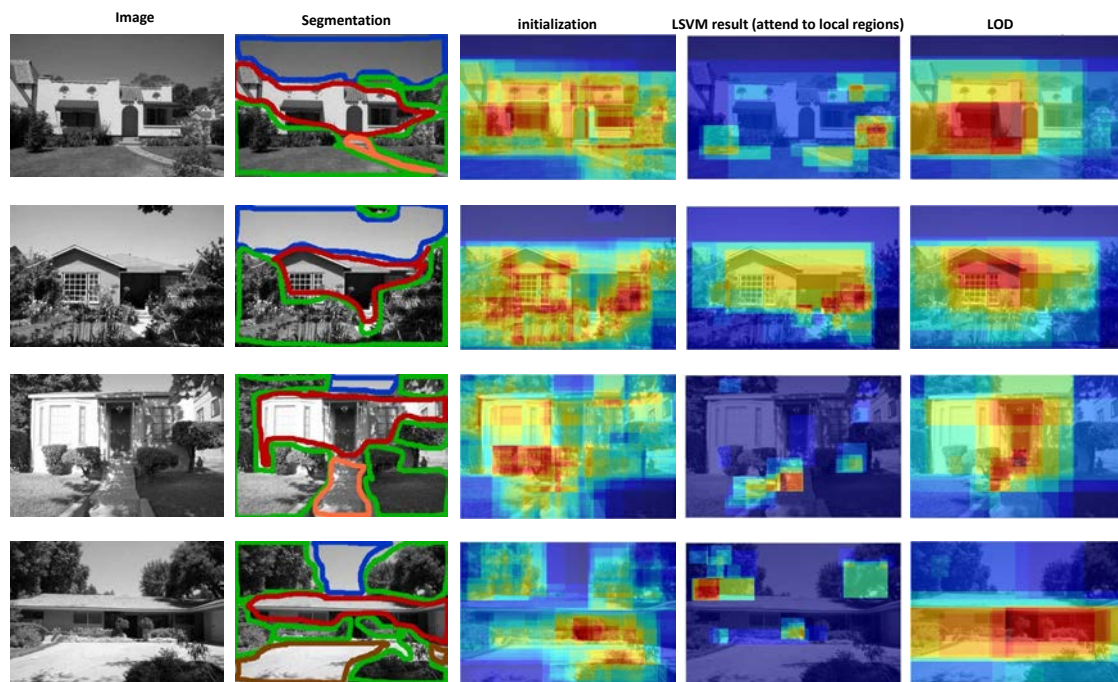 Image
Segmentation
initialization
LSVM result (attend to local regions)
LOD